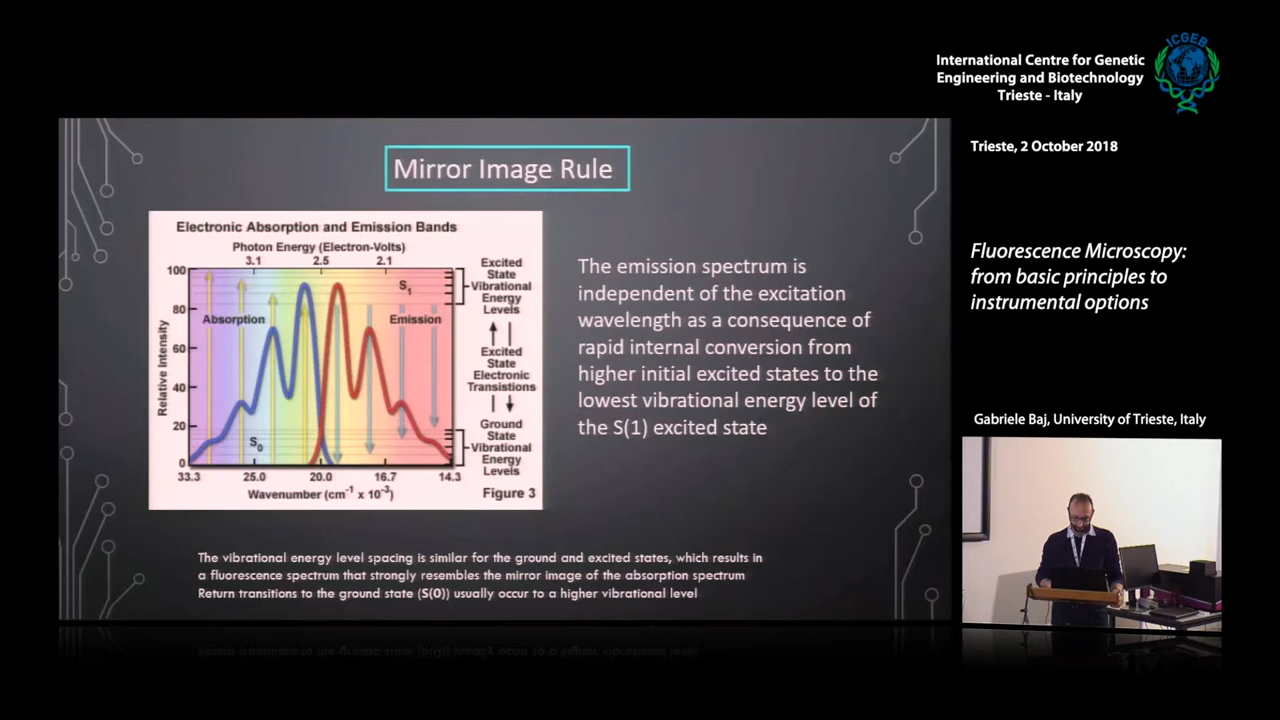 ICGEB
International Centre for Genetic
Engineering and Biotechnology
Trieste - Italy
Trieste, 2 October 2018
Fluorescence Microscopy:
from basic principles to
instrumental options
Gabriele Baj, University of Trieste, Italy
Mirror Image Rule
Electronic Absorption and Emission Bands
Photon Energy (Electron-Volts)
3.1 2.5 2.1
100
80
60
40
20
0
Relative Intensity
Absorption
Emission
S1
S0
33.3 25.0 20.0 16.7 14.3
Wavenumber (cm-1 x 10-3)
Figure 3
Excited
State
Vibrational
Energy
Levels
Excited
State
Electronic
Transistions
Ground
State
Vibrational
Energy
Levels
The emission spectrum is
independent of the excitation
wavelength as a consequence of
rapid internal conversion from
higher initial excited states to the
lowest vibrational energy level of
the S(1) excited state
The vibrational energy level spacing is similar for the ground and excited states, which results in
a fluorescence spectrum that strongly resembles the mirror image of the absorption spectrum
Return transitions to the ground state (S(0)) usually occur to a higher vibrational level